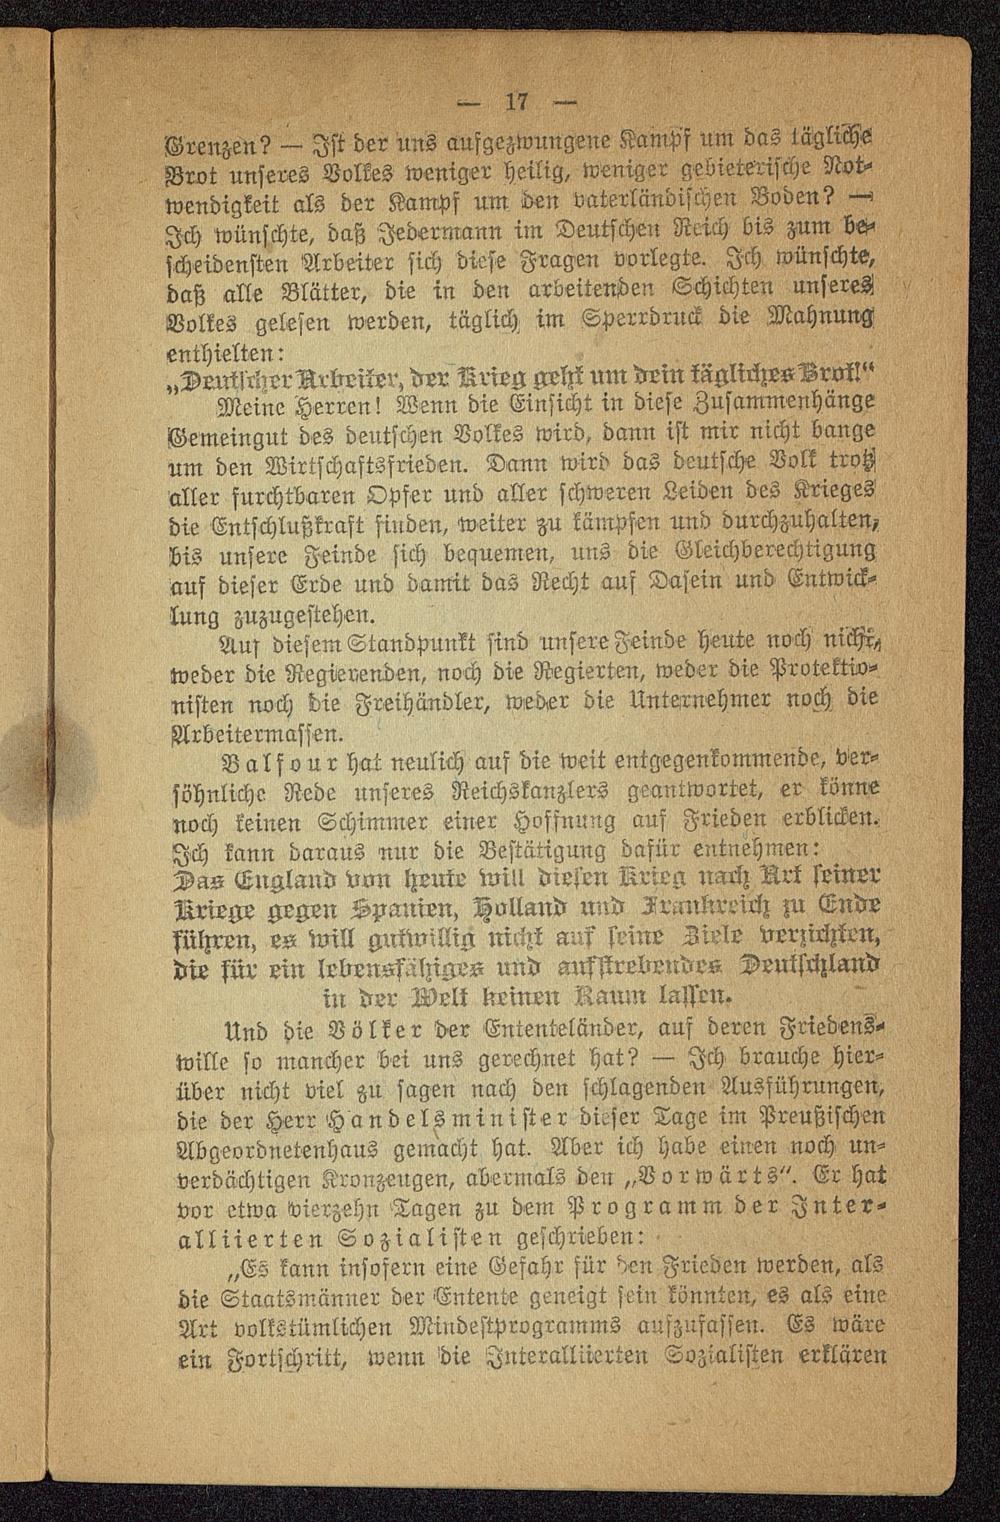 — 17 —
Grenzen? — Ist der uns aufgezwungene Kampf um das tägliche
Brot unseres Volkes weniger heilig, weniger gebieterische Not-
wendigkeit als der Kampf um den vaterländischen Boden? —
Ich wünschte, daß Jedermann im Deutschen Reich bis zum be-
scheidensten Arbeiter sich diese Fragen vorlegte. Ich wünschte,
daß alle Blätter, die in den arbeitenden Schichten unseres
Volkes gelesen werden, täglich im Sperrdruck die Mahnung
enthielten:
„Deutscher Arbeiter, der Krieg geht um dein tägliches Brot!“
Meine Herren! Wenn die Einsicht in diese Zusammenhänge
Gemeingut des deutschen Volkes wird, dann ist mir nicht bange
um den Wirtschaftsfrieden. Dann wird das deutsche Volk trotz
aller furchtbaren Opfer und aller schweren Leiden des Krieges
die Entschlußkraft finden, weiter zu kämpfen und durchzuhalten,
bis unsere Feinde sich bequemen, uns die Gleichberechtigung
auf dieser Erde und damit das Recht auf Dasein und Entwick-
lung zuzugestehen.
Auf diesem Standpunkt sind unsere Feinde heute noch nicht,
weder die Regierenden, noch die Regierten, weder die Protektio-
nisten noch die Freihändler, weder die Unternehmer noch die
Arbeitermassen.
Balfour hat neulich auf die weit entgegenkommende, ver-
söhnliche Rede unseres Reichskanzlers geantwortet, er könne
noch keinen Schimmer einer Hoffnung auf Frieden erblicken.
Ich kann daraus nur die Bestätigung dafür entnehmen:
Das England von heute will diesen Krieg nach Art seiner
Kriege gegen Spanien, Holland und Frankreich zu Ende
führen, es will gutwillig nicht auf seine Ziele verzichten,
die für ein lebensfähiges und aufstrebendes Deutschland
in der Welt keinen Raum lassen.
Und die Völker der Ententeländer, auf deren Friedens-
wille so mancher bei uns gerechnet hat? — Ich brauche hier-
über nicht viel zu sagen nach den schlagenden Ausführungen,
die der Herr Handelsminister dieser Tage im Preußischen
Abgeordnetenhaus gemacht hat. Aber ich habe einen noch un-
verdächtigen Kronzeugen, abermals den „Vorwärts“. Er hat
vor etwa vierzehn Tagen zu dem Programm der Inter-
alliierten Sozialisten geschrieben:
„Es kann insofern eine Gefahr für den Frieden werden, als
die Staatsmänner der Entente geneigt sein könnten, es als eine
Art volkstümlichen Mindestprogramms aufzufassen. Es wäre
ein Fortschritt, wenn die Interalliierten Sozialisten erklären